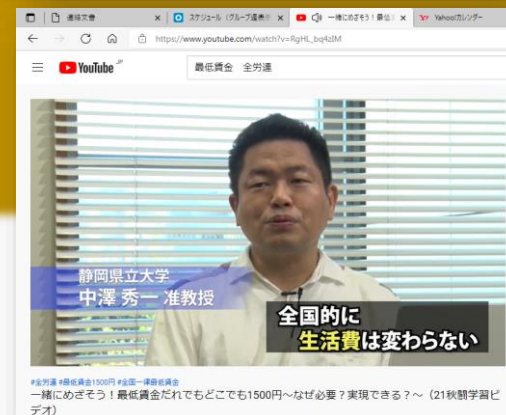 連絡文書
スケジュール (グループ週表示
一緒にめざそう！最低
Yahoo!カレンダー
https://www.youtube.com/watch?v=RgHL_bq4zIM
YouTube JP
最低賃金 全労連
静岡県立大学
中澤 秀一 准教授
全国的に
生活費は変わらない
#全労連 #最低賃金1500円 #全国一律最低賃金
一緒にめざそう！最低賃金だれでもどこでも1500円～なぜ必要？実現できる？～（21秋闘学習ビ
デオ）